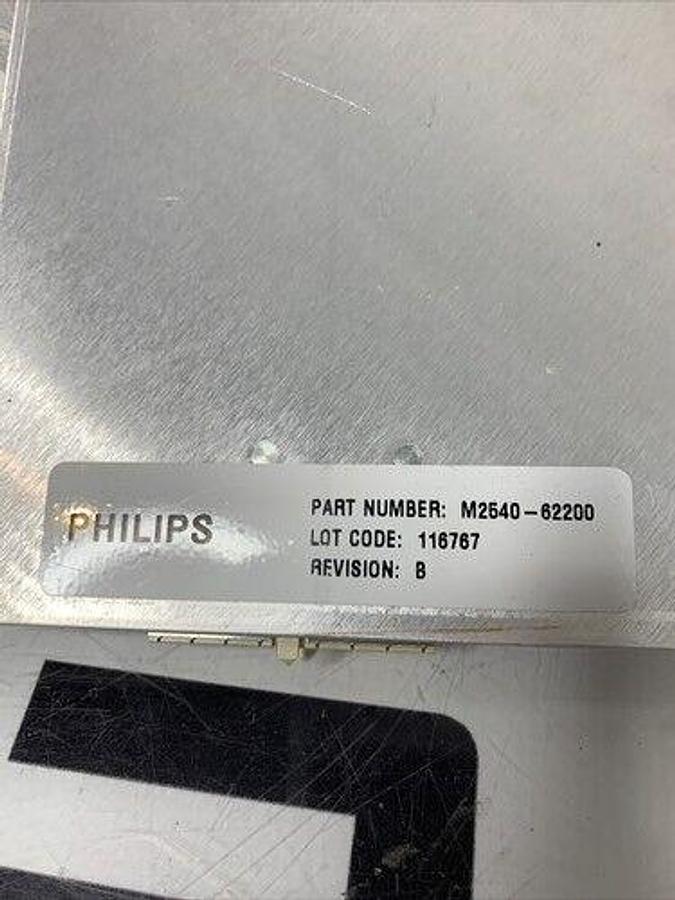 PHILIPS
PART NUMBER: M2540-62200
LOT CODE: 116767
REVISION: B